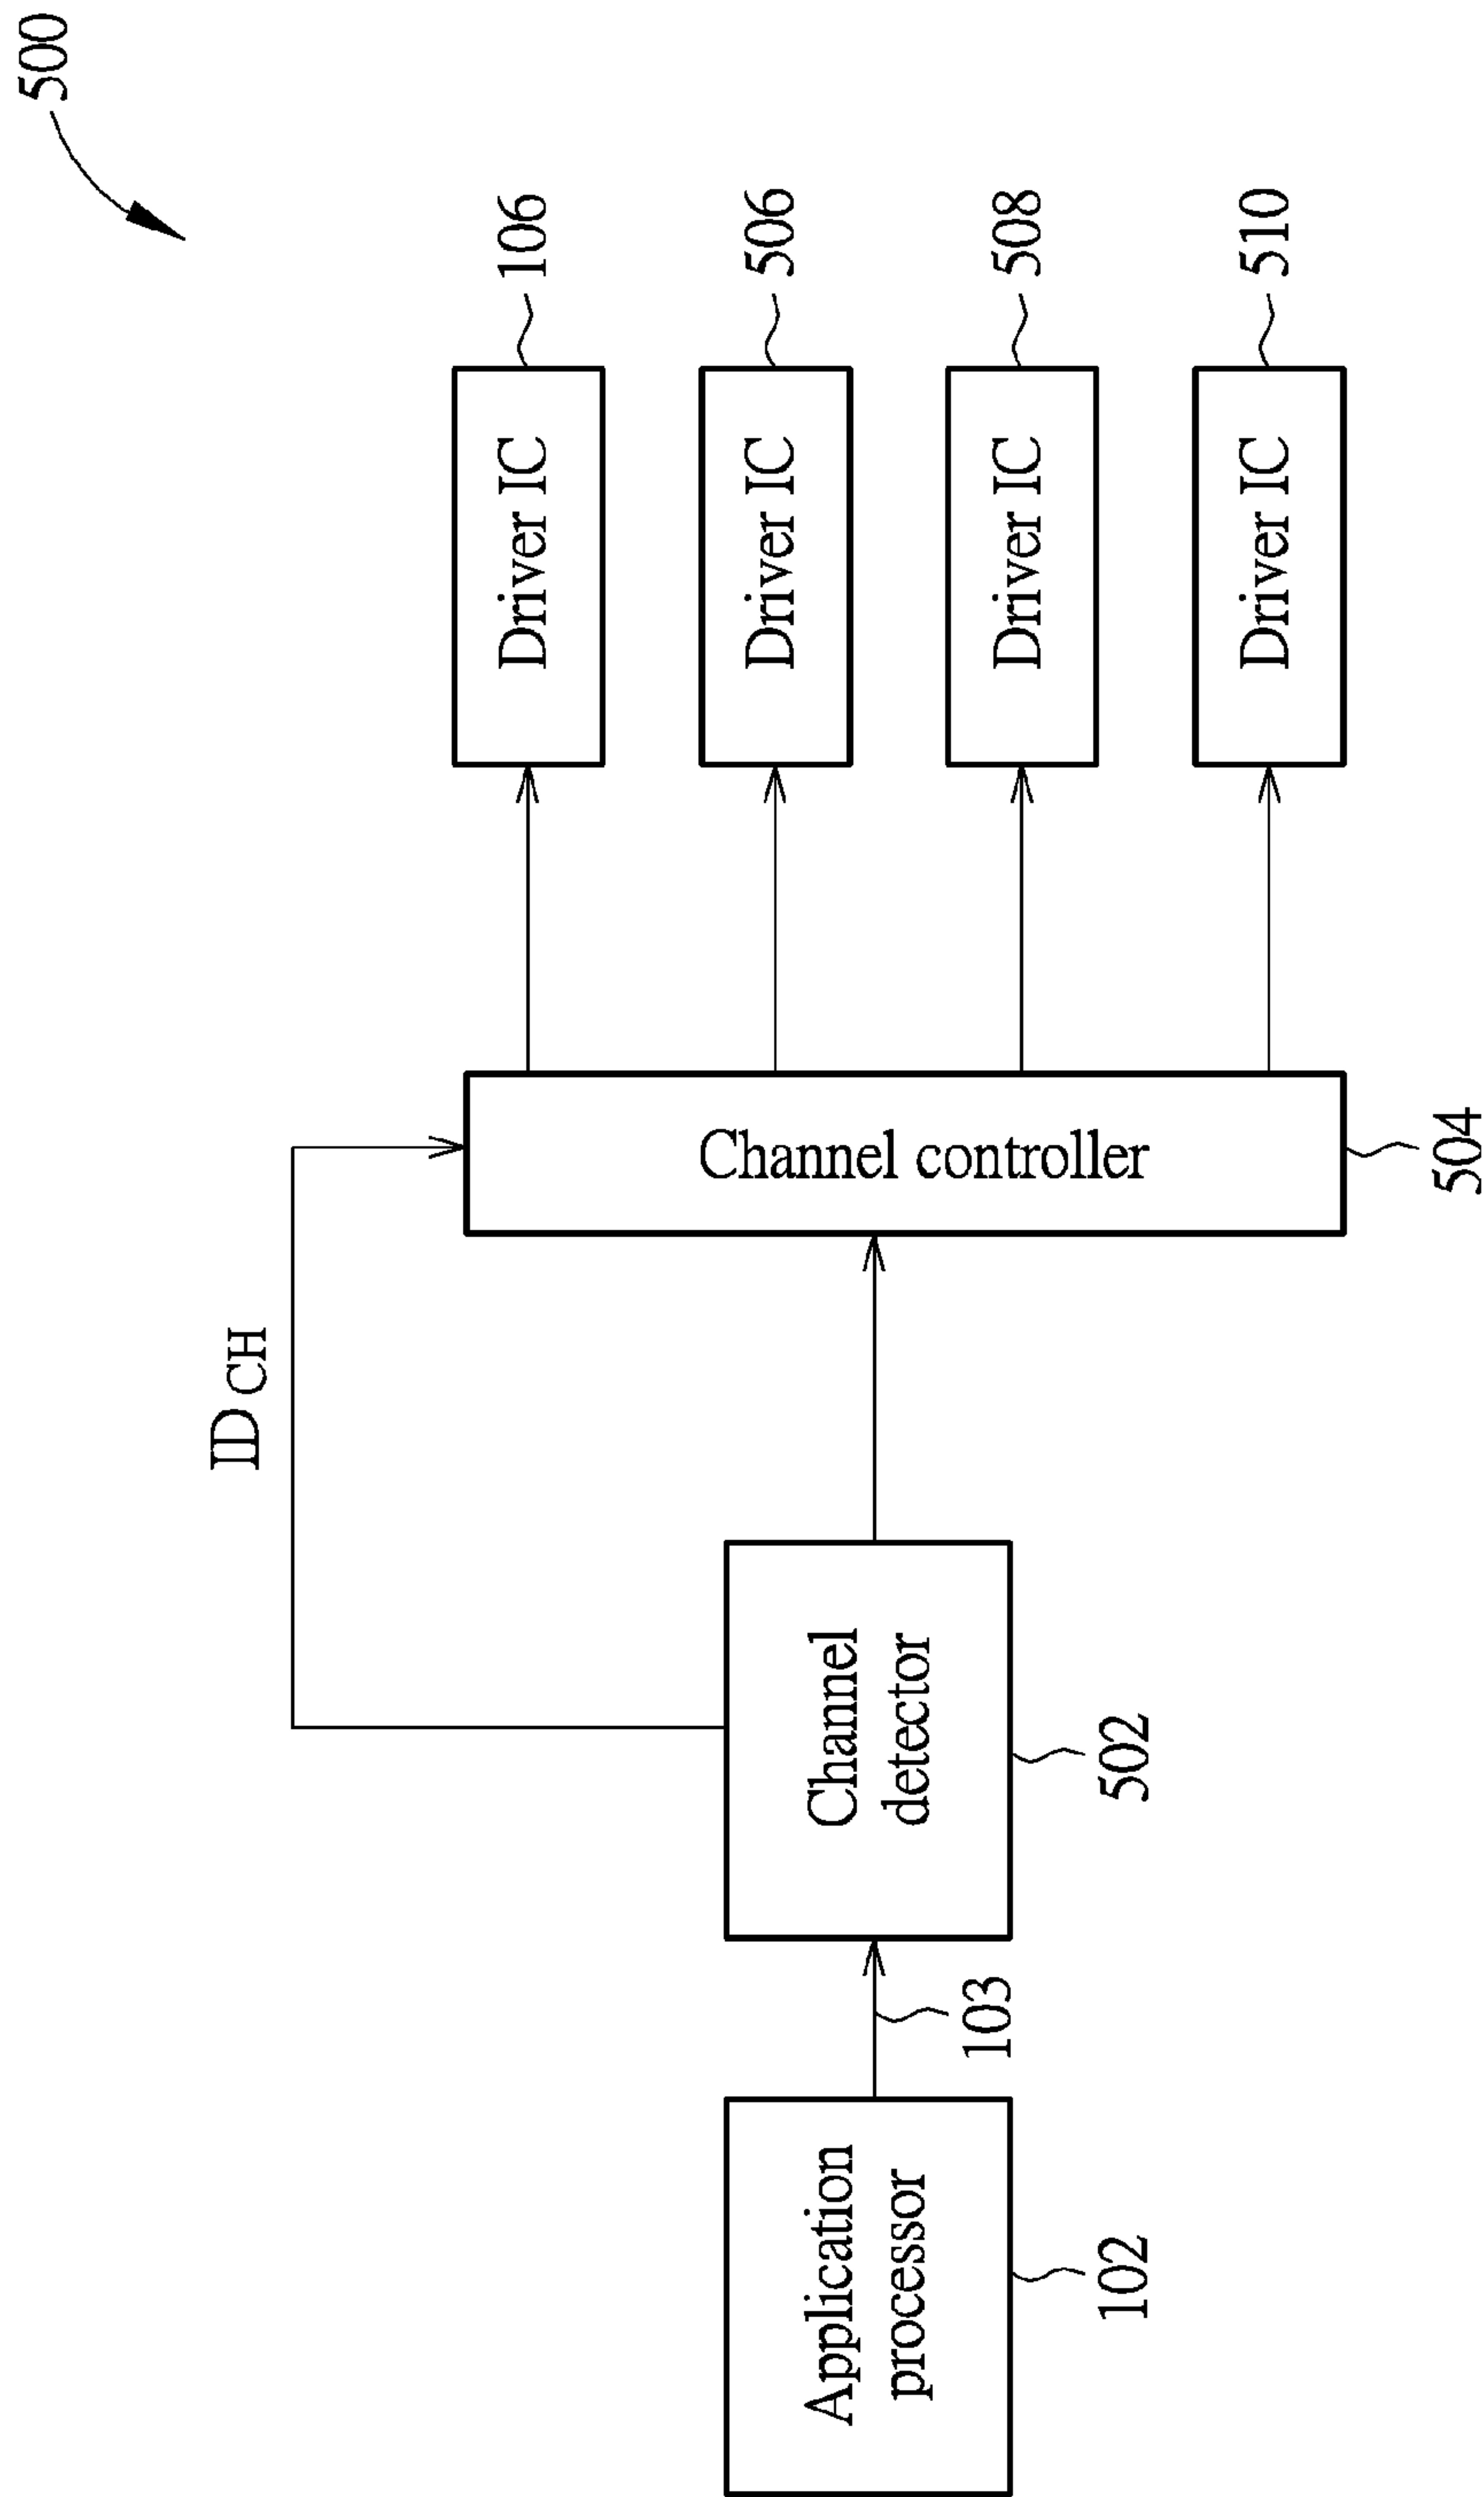 500
106
506
508
510
Driver IC
Driver IC
Driver IC
Driver IC
Channel controller
504
ID CH
Channel
detector
502
103
Application
processor
102